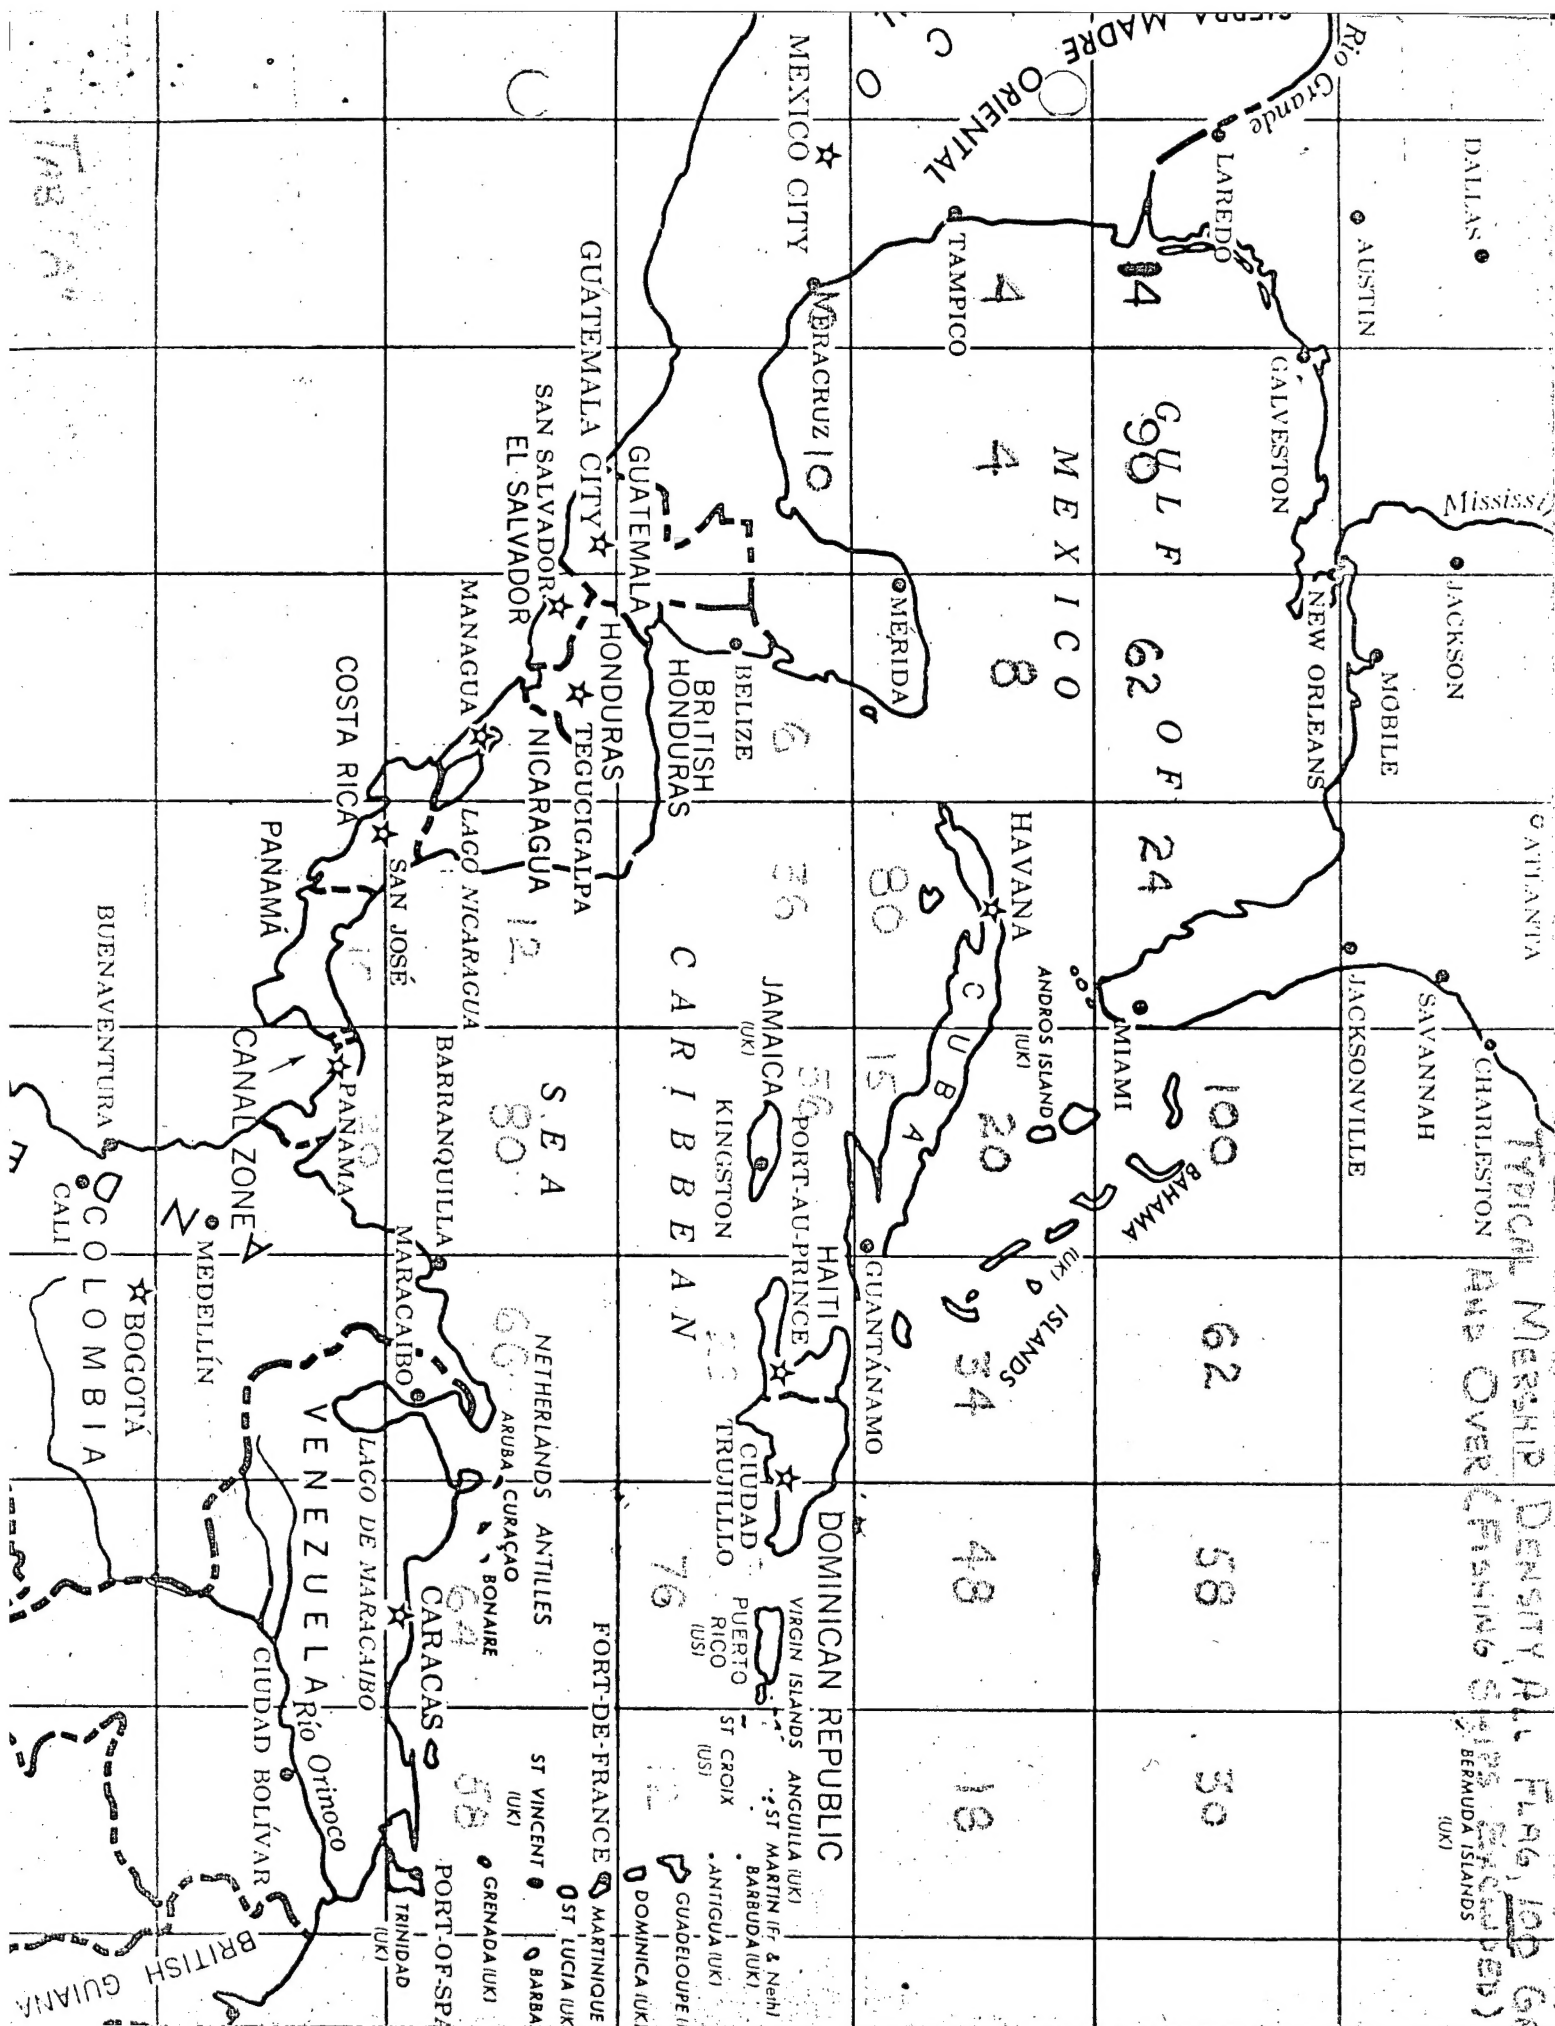 TYPICAL MERSHIP DENSITY, ALL FLAG, 100
AND OVER (FISHING SHIPS EXCLUDED)
BERMUDA ISLANDS
(UK)
DALLAS
JACKSON
ATLANTA
SAVANNAH
CHARLESTON
AUSTIN
MOBILE
JACKSONVILLE
Rio Grande
LAREDO
GALVESTON
NEW ORLEANS
MIAMI
BAHAMA
(UK)
ISLANDS
100
62
58
30
SIERRA MADRE
ORIENTAL
14
90
62
24
GULF OF
MEXICO
TAMPICO
4
4
8
HAVANA
ANDROS ISLAND
(UK)
20
34
48
18
MÉRIDA
80
15
CUBA
GUANTÁNAMO
MEXICO CITY
VERACRUZ
10
6
36
56
HAITI
PORT-AU-PRINCE
DOMINICAN REPUBLIC
CIUDAD
TRUJILLO
VIRGIN ISLANDS
ANGUILLA (UK)
ST MARTIN (Fr & Neth)
BARBUDA (UK)
ANTIGUA (UK)
PUERTO
RICO
(US)
ST CROIX
(US)
BELIZE
BRITISH
HONDURAS
JAMAICA
(UK)
KINGSTON
76
CARIBBEAN
SEA
GUADELOUPE
DOMINICA (UK)
FORT-DE-FRANCE
MARTINIQUE
ST LUCIA (UK
ST VINCENT
(UK)
BARBA
GRENADA (UK)
GUATEMALA
GUATEMALA CITY
HONDURAS
TEGUCIGALPA
SAN SALVADOR
EL SALVADOR
NICARAGUA
MANAGUA
LAGO NICARAGUA
12
80
66
64
58
NETHERLANDS ANTILLES
ARUBA
CURAÇAO
BONAIRE
COSTA RICA
SAN JOSÉ
BARRANQUILLA
MARACAIBO
CARACAS
PORT-OF-SPA
TRINIDAD
(UK)
PANAMÁ
PANAMA
CANAL ZONE
LAGO DE MARACAIBO
VENEZUELA
Río Orinoco
CIUDAD BOLÍVAR
BUENAVENTURA
MEDELLÍN
BOGOTÁ
CALI
COLOMBIA
BRITISH GUIANA
TAB "A"